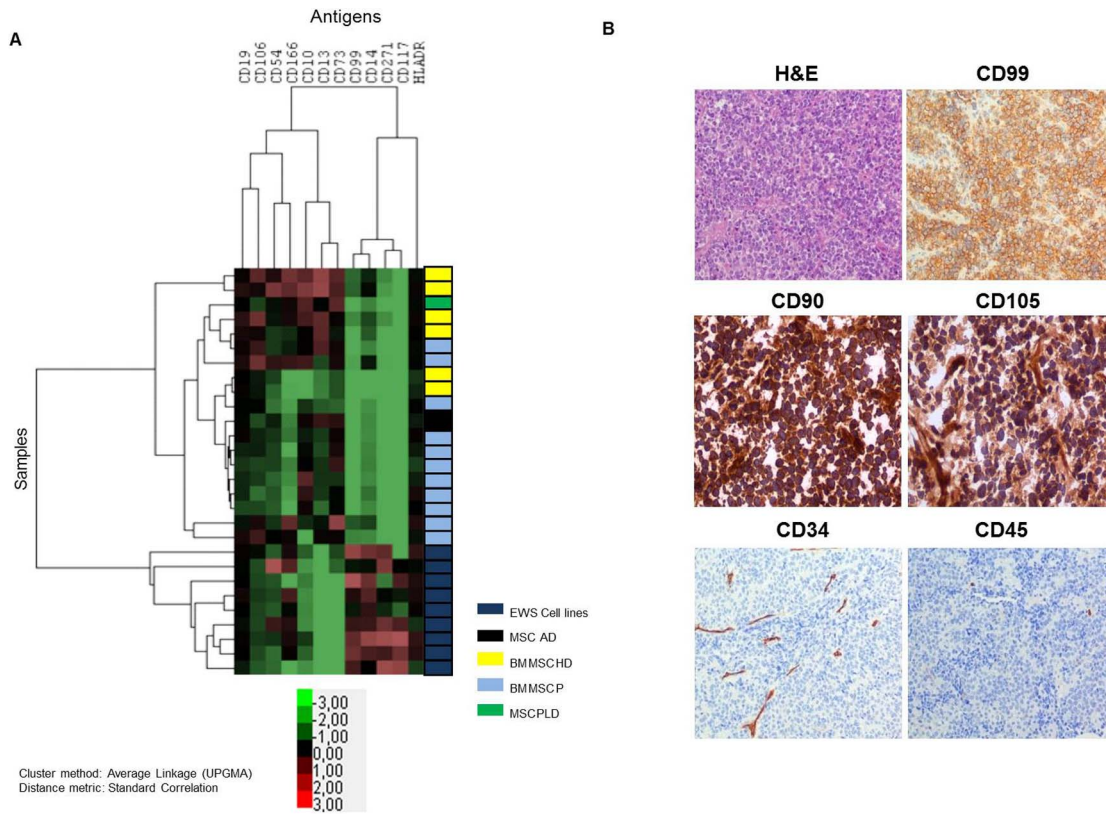 A
Antigens
CD19
CD106
CD54
CD166
CD10
CD13
CD73
CD99
CD14
CD271
CD117
HLADR
Samples
EWS Cell lines
MSC AD
BMMSCHD
BMMSCP
MSCPLD
-3,00
-2,00
-1,00
0,00
1,00
2,00
3,00
Cluster method: Average Linkage (UPGMA)
Distance metric: Standard Correlation
B
H&E
CD99
CD90
CD105
CD34
CD45